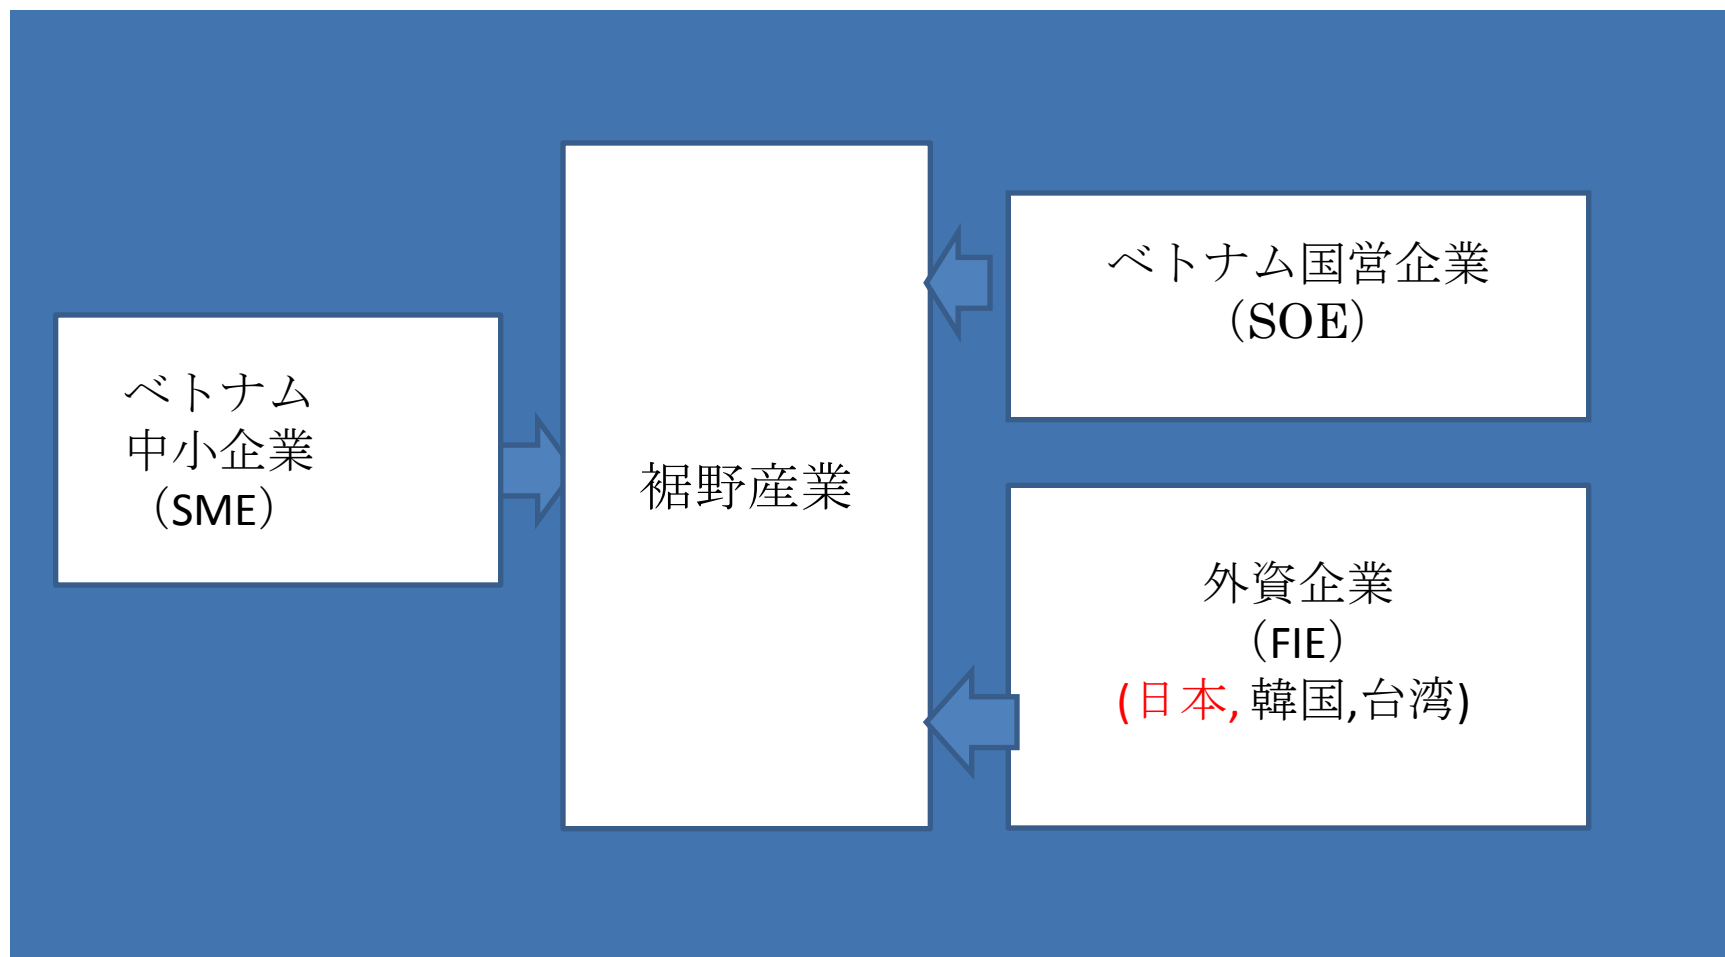 ベトナム
中小企業
（SME）
裾野産業
ベトナム国営企業
（SOE）
外資企業
（FIE）
(日本, 韓国,台湾)